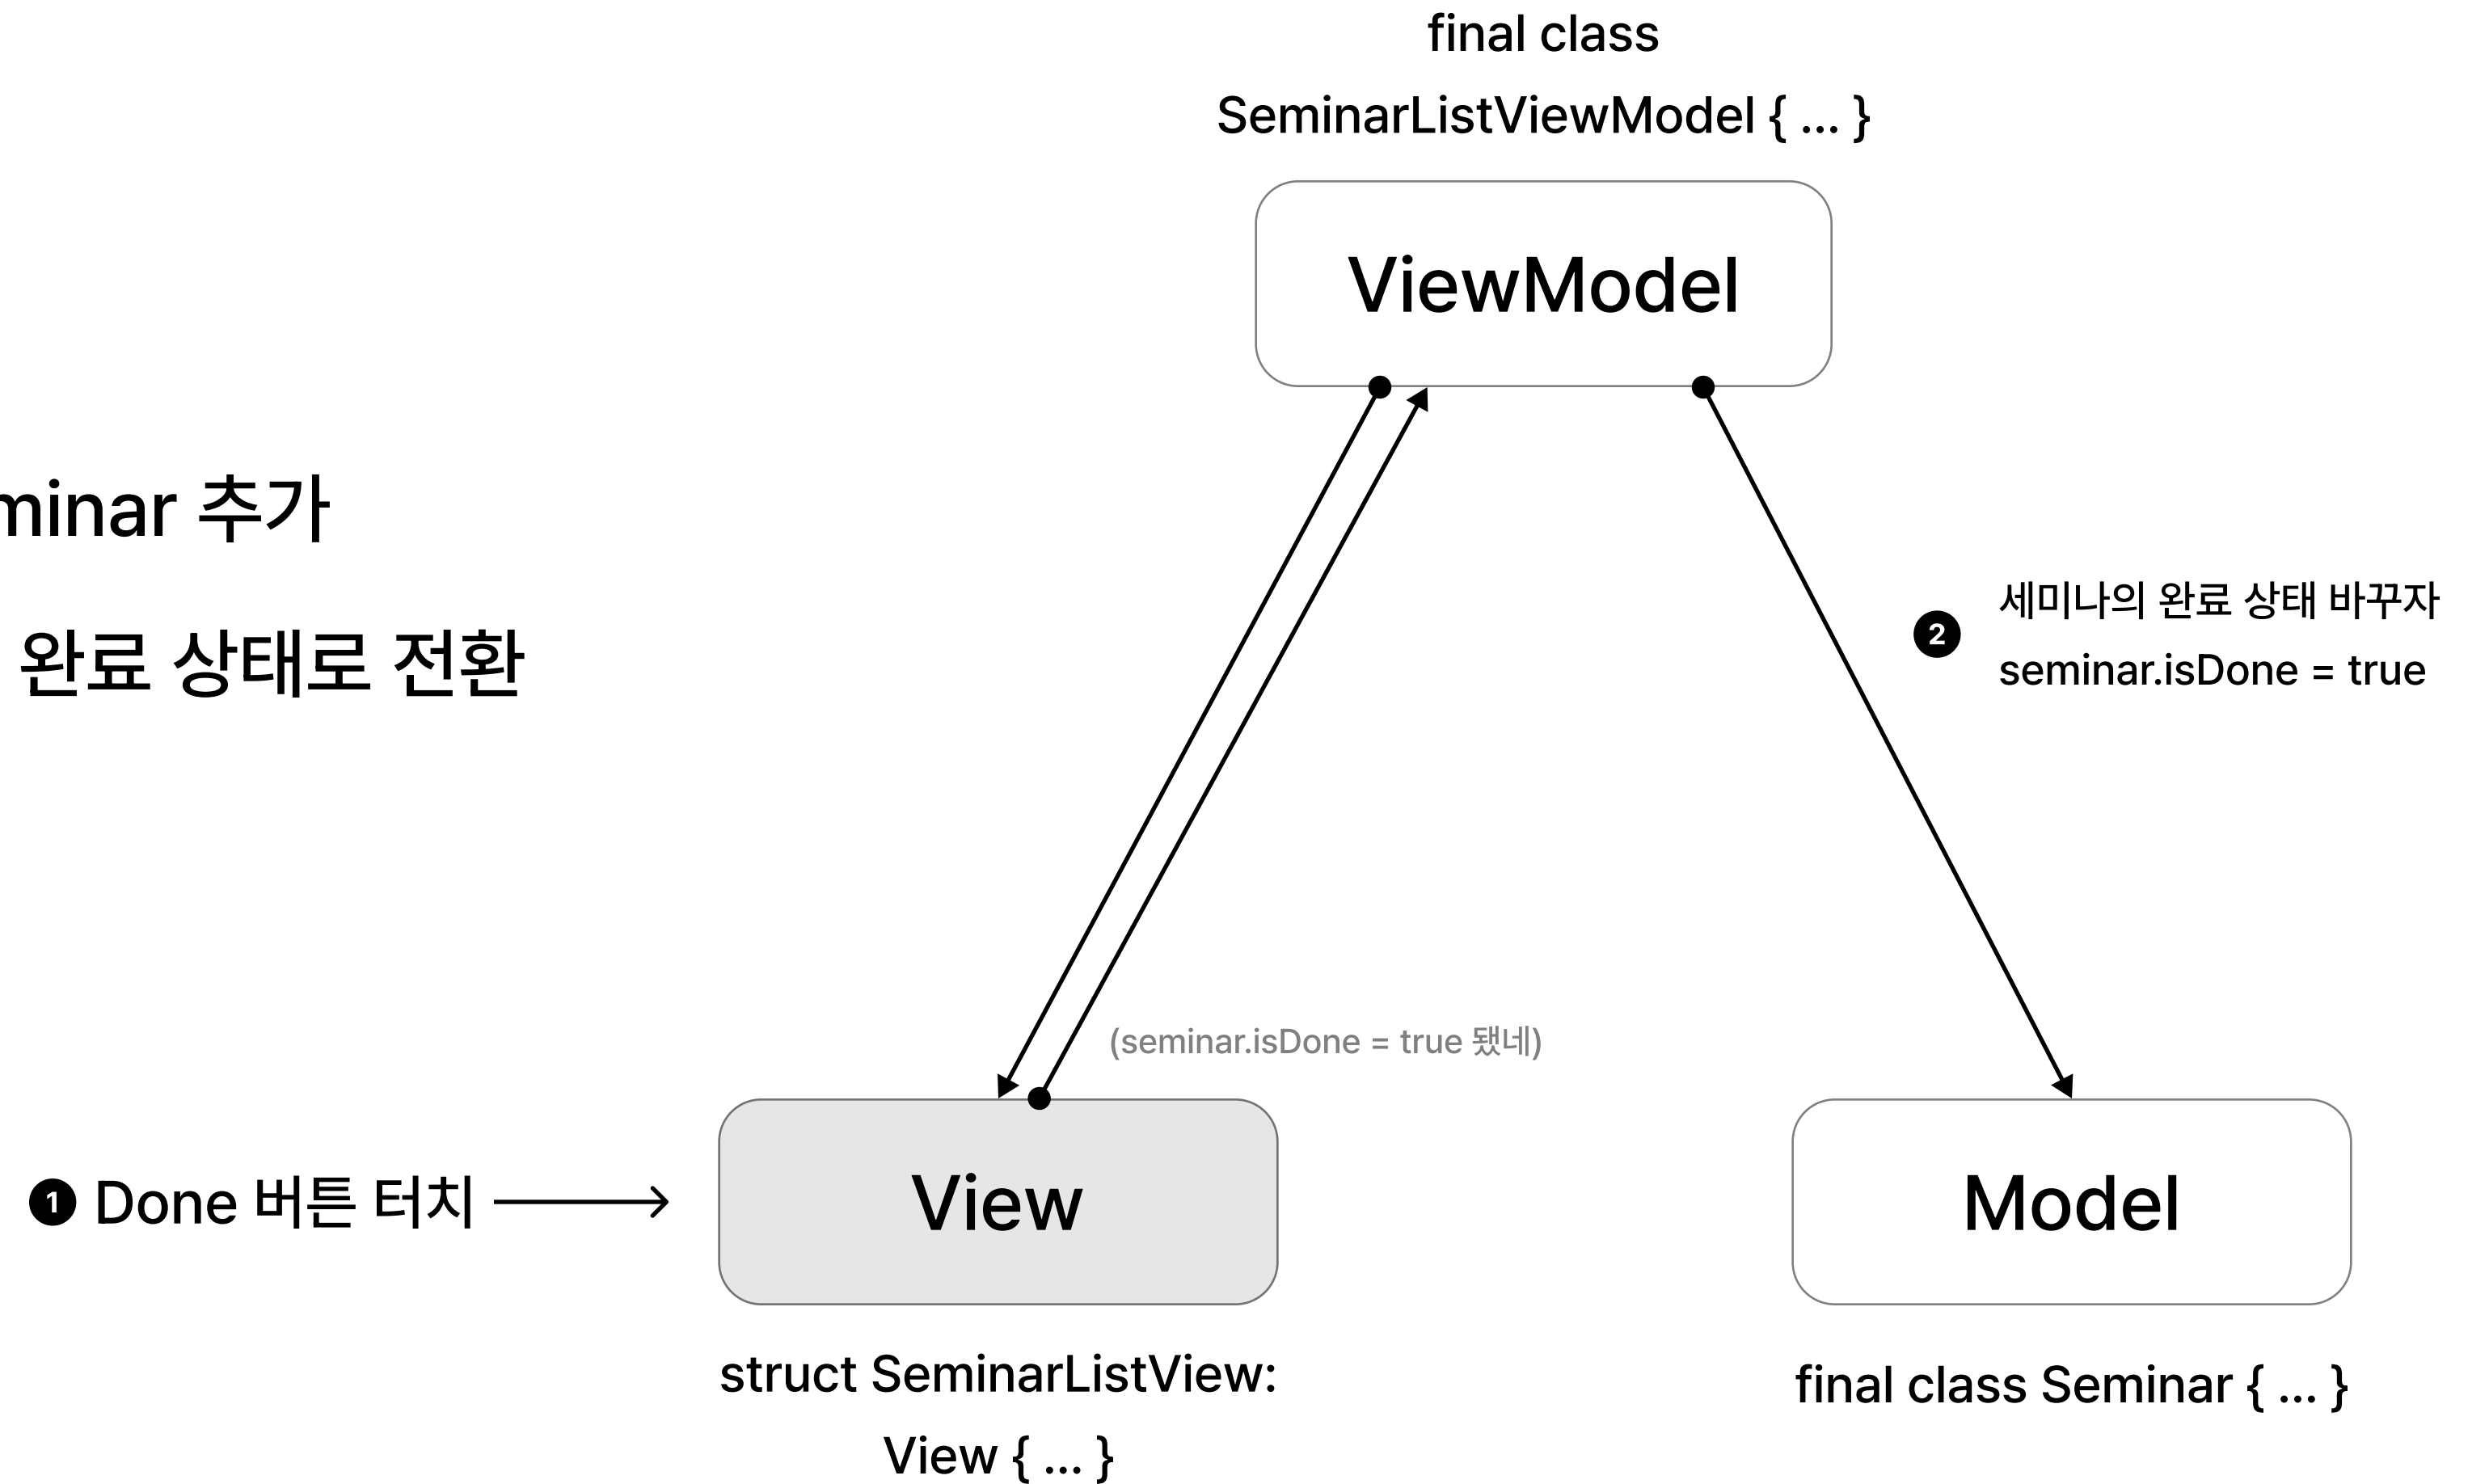 final class
SeminarListViewModel { ... }
ViewModel
minar 추가
완료 상태로 전환
2 세미나의 완료 상태 바꾸자
seminar.isDone = true
(seminar.isDone = true 됐네)
1 Done 버튼 터치
View
Model
struct SeminarListView:
View { ... }
final class Seminar { ... }